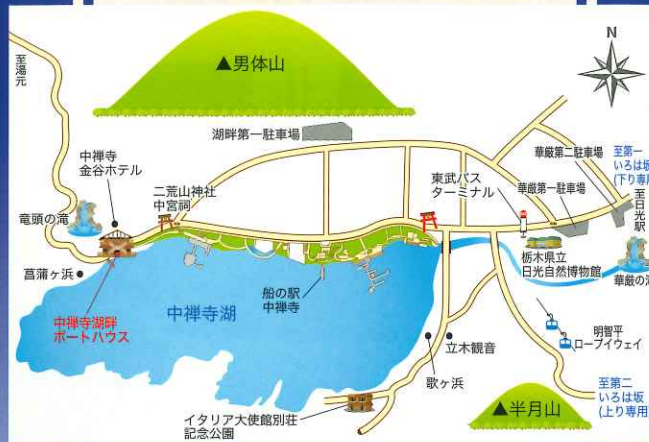 N
▲男体山
至湯元
湖畔第一駐車場
中禅寺
金谷ホテル
二荒山神社
中宮祠
竜頭の滝
菖蒲ヶ浜
中禅寺湖畔
ボートハウス
中禅寺湖
船の駅
中禅寺
東武バス
ターミナル
華厳第二駐車場
華厳第一駐車場
至第一
いろは坂
(下り専用
至日光駅
栃木県立
日光自然博物館
華厳の滝
明智平
ロープイウェイ
立木観音
歌ヶ浜
イタリア大使館別荘
記念公園
▲半月山
至第二
いろは坂
(上り専用)